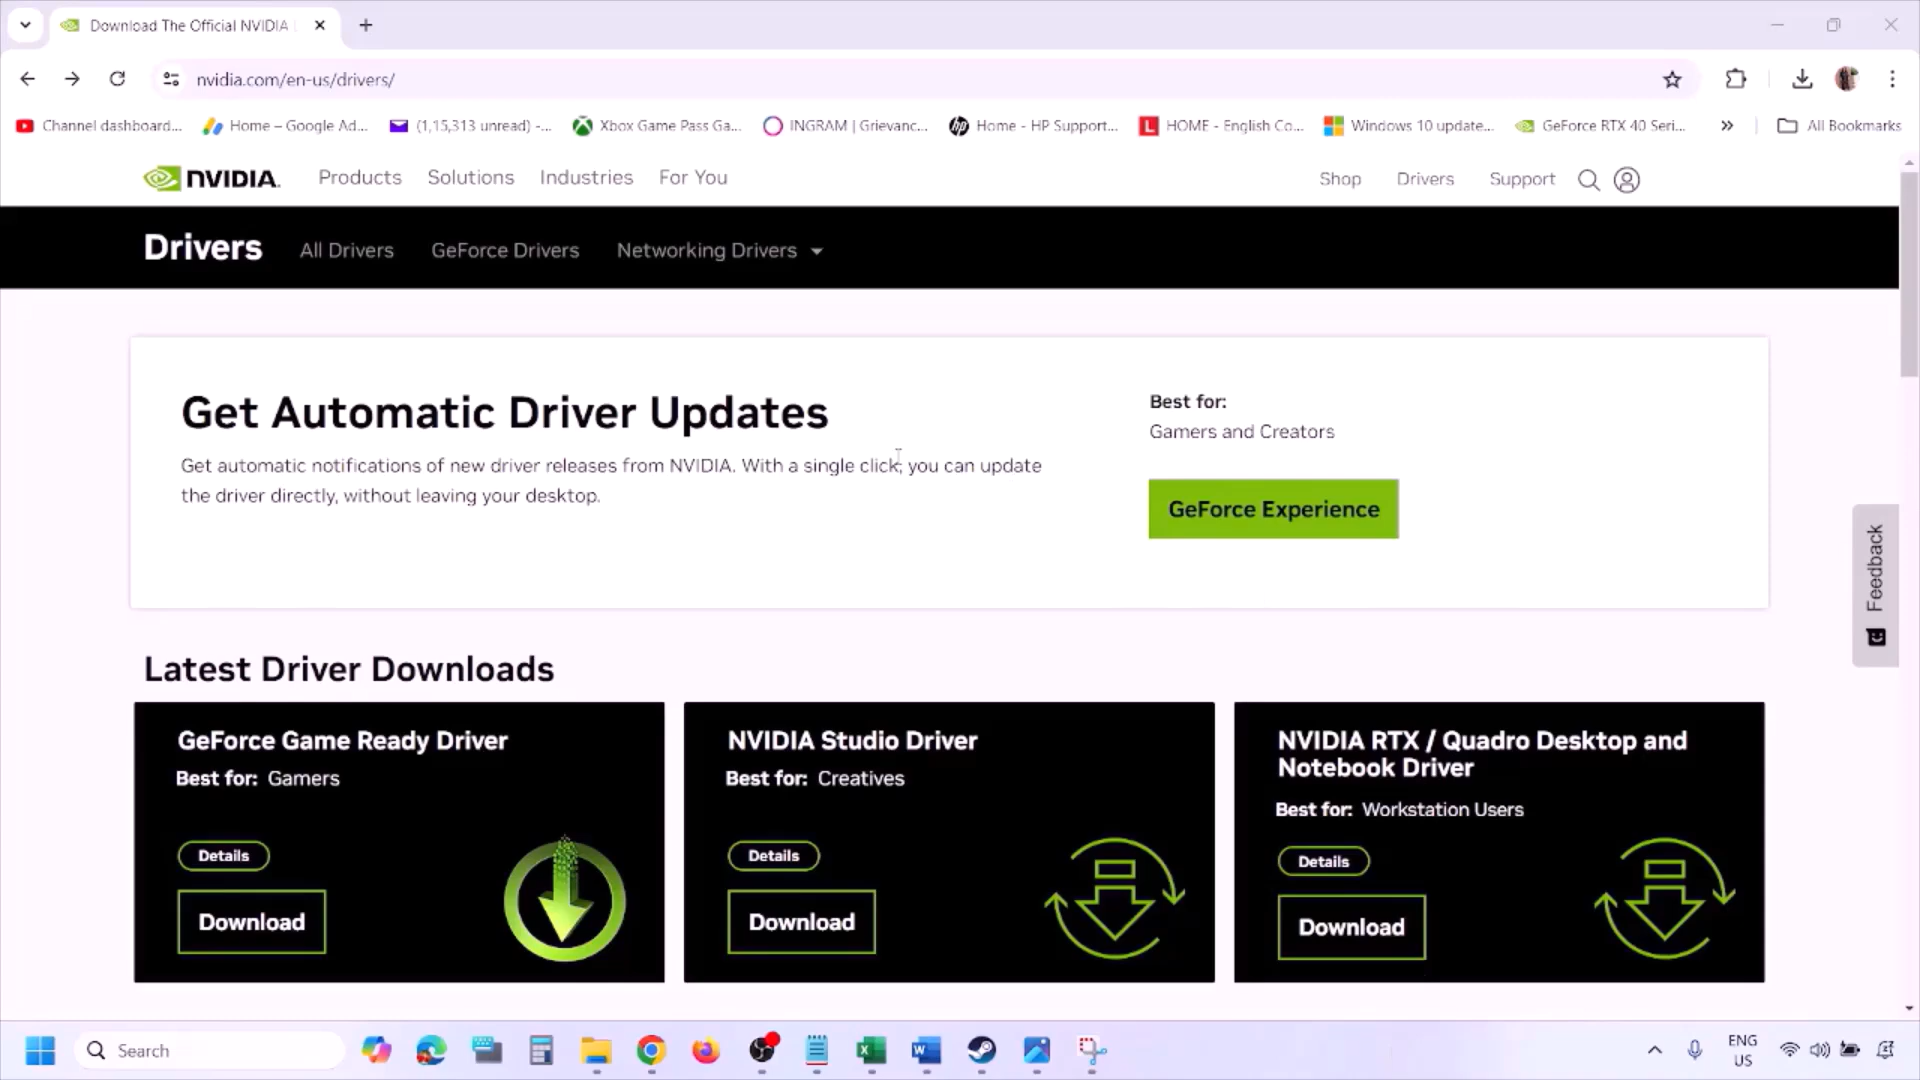 Download The Official NVIDIA
nvidia.com/en-us/drivers/
Channel dashboard... Home – Google Ad... (1,15,313 unread) -... Xbox Game Pass Ga... INGRAM | Grievanc... Home - HP Support... HOME - English Co... Windows 10 update... GeForce RTX 40 Seri... All Bookmarks
NVIDIA. Products Solutions Industries For You Shop Drivers Support
Drivers All Drivers GeForce Drivers Networking Drivers
Get Automatic Driver Updates
Get automatic notifications of new driver releases from NVIDIA. With a single click, you can update
the driver directly, without leaving your desktop.
Best for:
Gamers and Creators
GeForce Experience
Feedback
Latest Driver Downloads
GeForce Game Ready Driver
Best for: Gamers
Details
Download
NVIDIA Studio Driver
Best for: Creatives
Details
Download
NVIDIA RTX / Quadro Desktop and
Notebook Driver
Best for: Workstation Users
Details
Download
Search
ENG
US